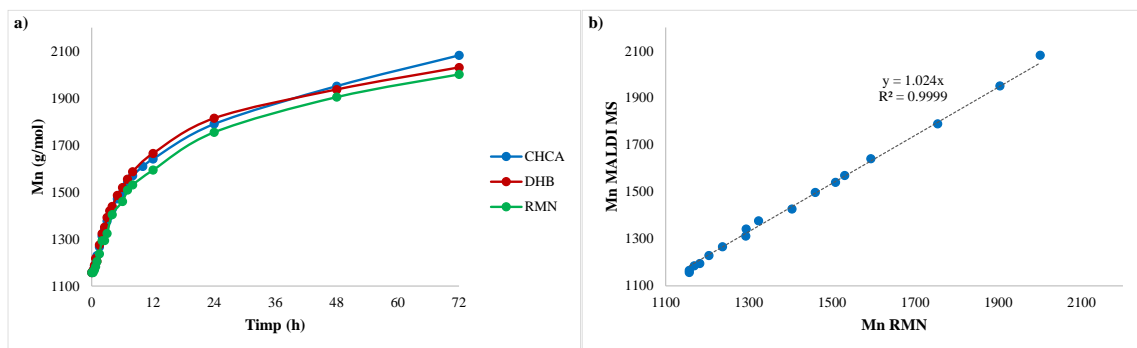 a)
Mn (g/mol)
2100
1900
1700
1500
1300
1100
0
12
24
36
48
60
72
Timp (h)
CHCA
DHB
RMN
b)
Mn MALDI MS
2100
1900
1700
1500
1300
1100
y = 1.024x
R² = 0.9999
1100
1300
1500
1700
1900
2100
Mn RMN